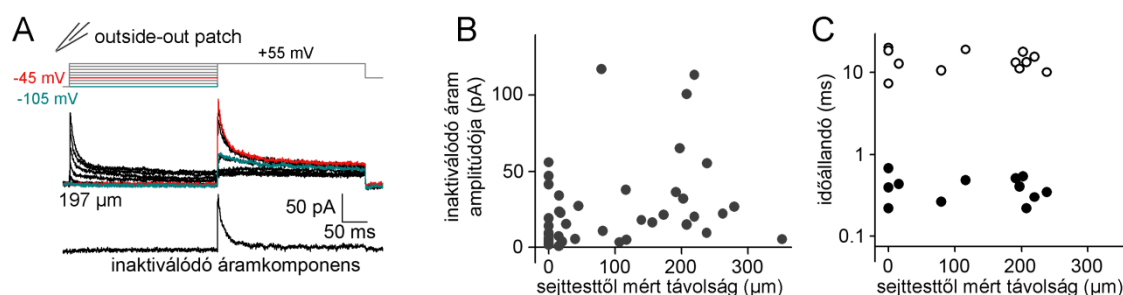 A
outside-out patch
+55 mV
-45 mV
-105 mV
197 µm
50 pA
50 ms
inaktiválódó áramkomponens
B
inaktiválódó áram
amplitúdója (pA)
100
50
0
0
100
200
300
sejttesttől mért távolság (µm)
C
időállandó (ms)
10
1
0.1
0
100
200
300
sejttesttől mért távolság (µm)